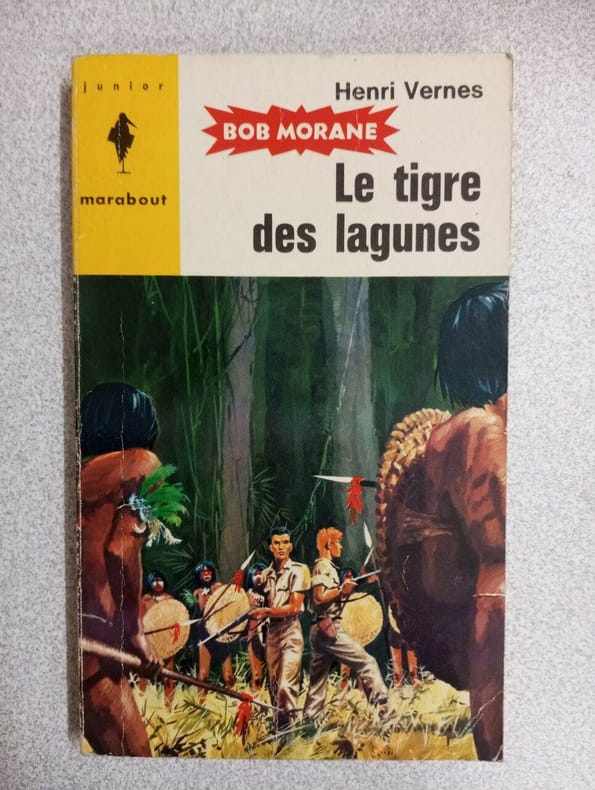 junior
marabout
Henri Vernes
BOB MORANE
Le tigre
des lagunes